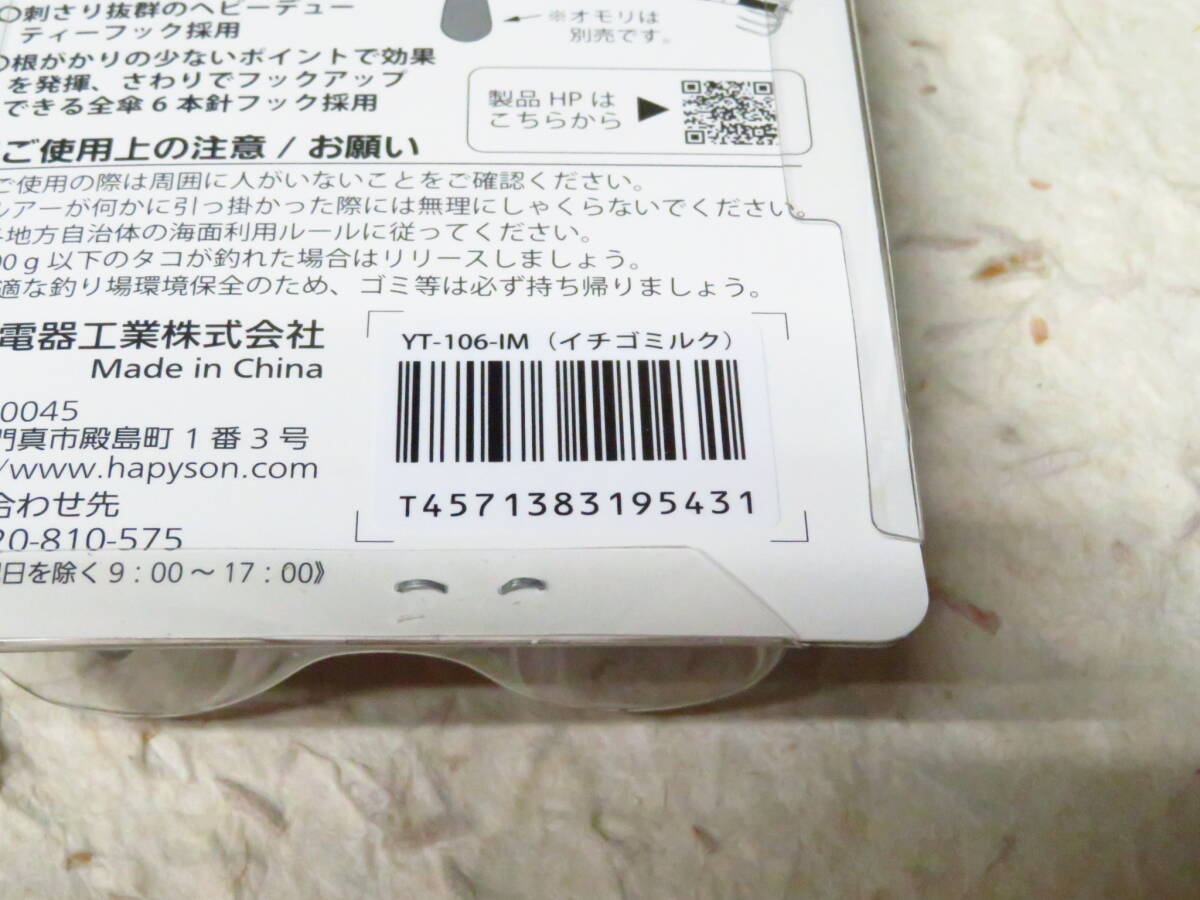 ○刺さり抜群のヘビーデュー
ティーフック採用
※オモリは
別売です。
根がかりの少ないポイントで効果
を発揮、さわりでフックアップ
できる全傘6本針フック採用
製品HPは
こちらから
ご使用上の注意 / お願い
ご使用の際は周囲に人がいないことをご確認ください。
ルアーが何かに引っ掛かった際には無理にしゃくらないでください。
地方自治体の海面利用ルールに従ってください。
00g以下のタコが釣れた場合はリリースしましょう。
適な釣り場環境保全のため、ゴミ等は必ず持ち帰りましょう。
電器工業株式会社
Made in China
0045
門真市殿島町1番3号
/www.hapyson.com
合わせ先
20-810-575
日を除く9:00～17:00》
YT-106-IM（イチゴミルク）
T4571383195431